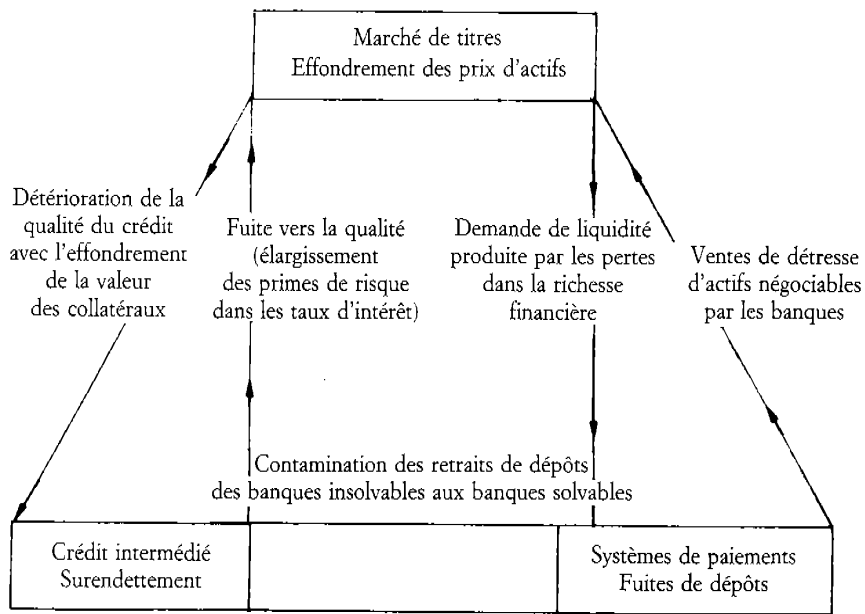 Marché de titres
Effondrement des prix d'actifs
Détérioration de la
qualité du crédit
avec l'effondrement
de la valeur
des collatéraux
Fuite vers la qualité
(élargissement
des primes de risque
dans les taux d'intérêt)
Demande de liquidité
produite par les pertes
dans la richesse
financière
Ventes de détresse
d'actifs négociables
par les banques
Contamination des retraits de dépôts
des banques insolvables aux banques solvables
Crédit intermédié
Surendettement
Systèmes de paiements
Fuites de dépôts